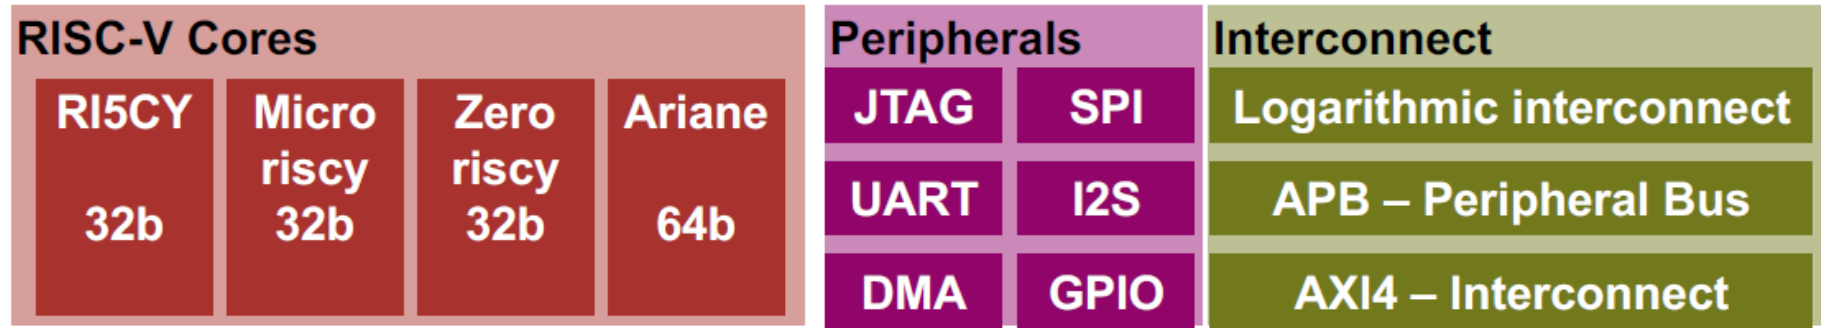 RISC-V Cores
RI5CY
32b
Micro
riscy
32b
Zero
riscy
32b
Ariane
64b
Peripherals
JTAG
SPI
UART
I2S
DMA
GPIO
Interconnect
Logarithmic interconnect
APB – Peripheral Bus
AXI4 – Interconnect